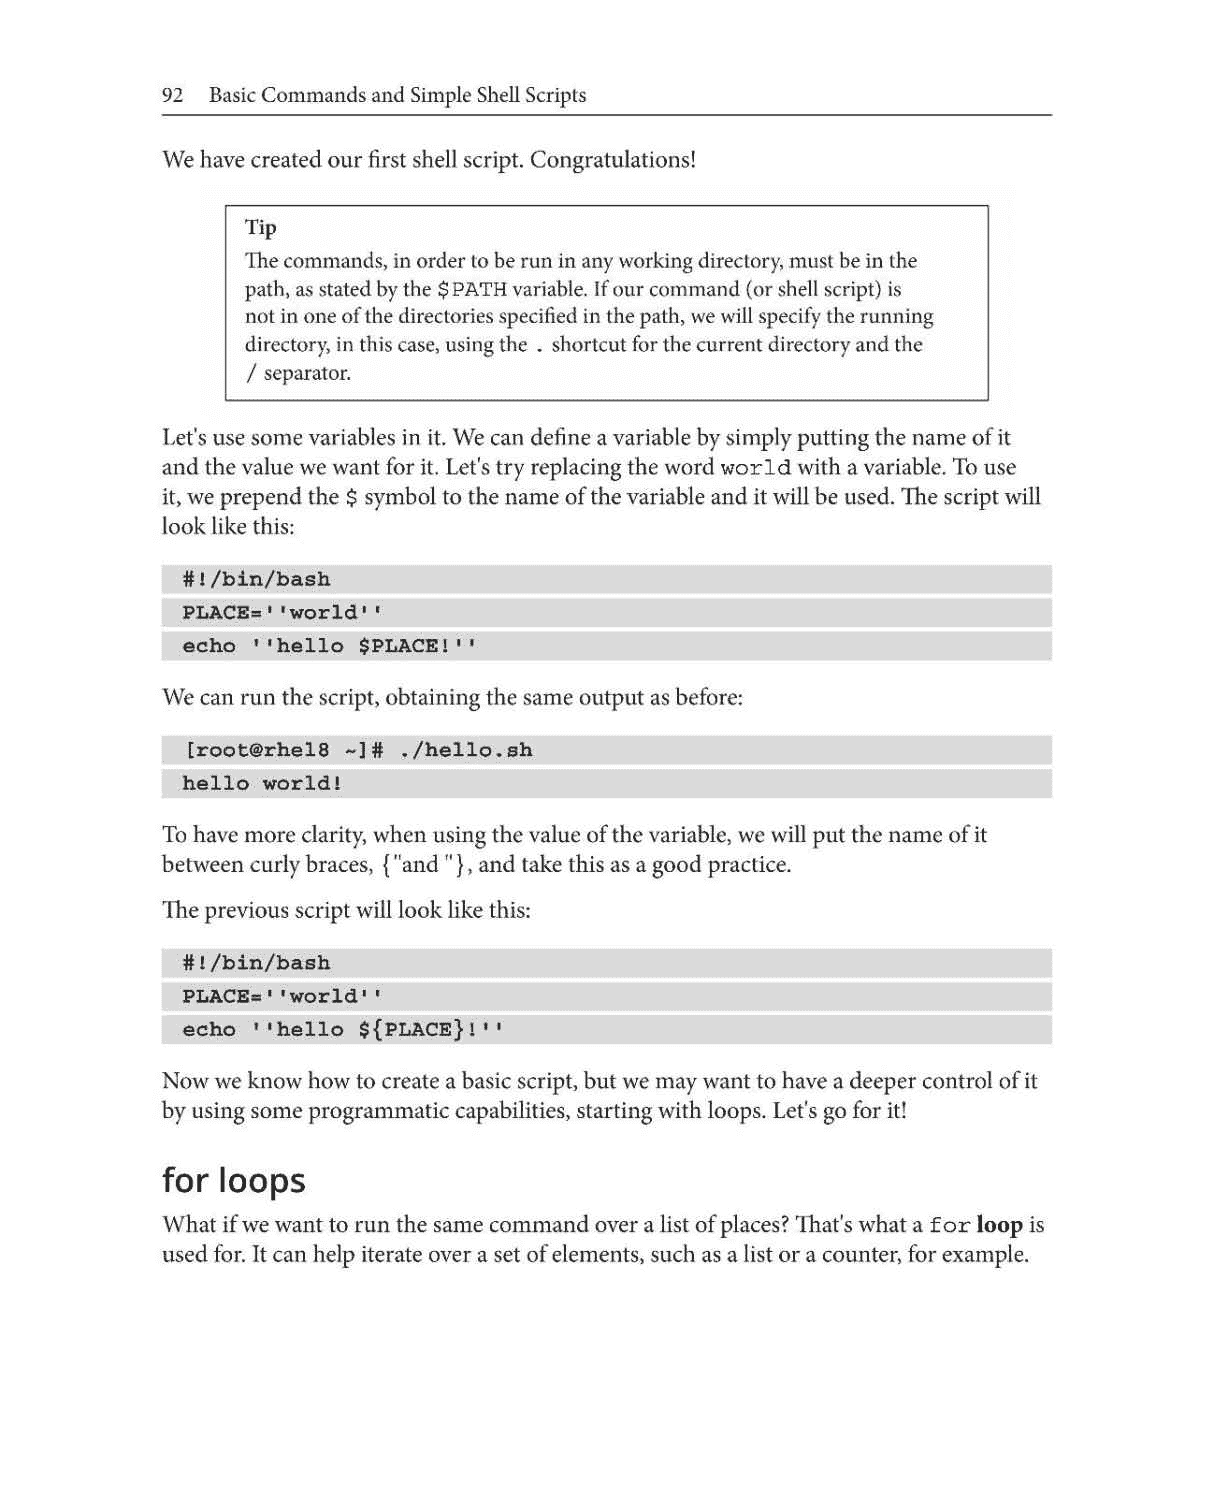 92 Basic Commands and Simple Shell Scripts
We have created our first shell script. Congratulations!
Tip
The commands, in order to be run in any working directory, must be in the
path, as stated by the $PATH variable. If our command (or shell script) is
not in one of the directories specified in the path, we will specify the running
directory, in this case, using the . shortcut for the current directory and the
/ separator.
Let's use some variables in it. We can define a variable by simply putting the name of it
and the value we want for it. Let's try replacing the word world with a variable. To use
it, we prepend the $ symbol to the name of the variable and it will be used. The script will
look like this:
#!/bin/bash
PLACE=''world''
echo ''hello $PLACE!''
We can run the script, obtaining the same output as before:
[root@rhel8 ~]# ./hello.sh
hello world!
To have more clarity, when using the value of the variable, we will put the name of it
between curly braces, {"and "}, and take this as a good practice.
The previous script will look like this:
#!/bin/bash
PLACE=''world''
echo ''hello ${PLACE}!''
Now we know how to create a basic script, but we may want to have a deeper control of it
by using some programmatic capabilities, starting with loops. Let's go for it!
for loops
What if we want to run the same command over a list of places? That's what a for loop is
used for. It can help iterate over a set of elements, such as a list or a counter, for example.